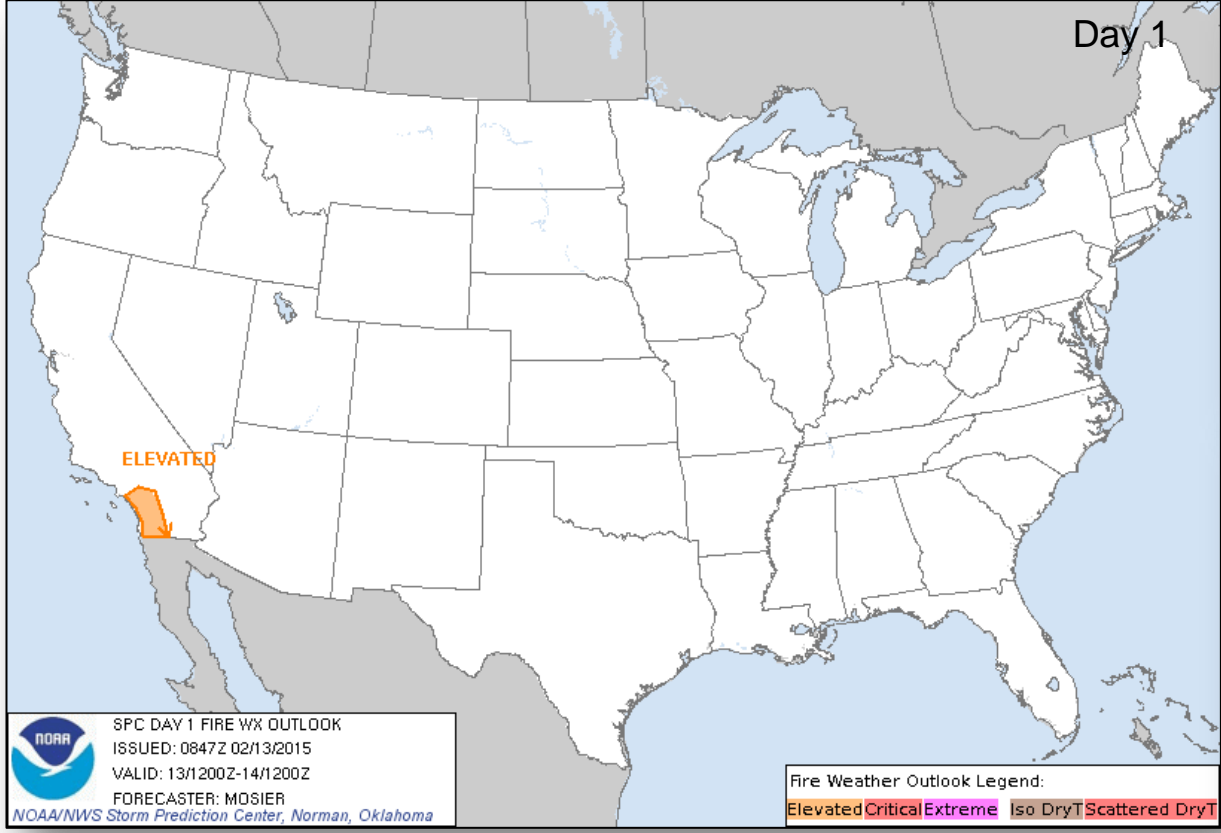 Day 1
ELEVATED
NOAA
SPC DAY 1 FIRE WX OUTLOOK
ISSUED: 0847Z 02/13/2015
VALID: 13/1200Z-14/1200Z
FORECASTER: MOSIER
NOAA/NWS Storm Prediction Center, Norman, Oklahoma
Fire Weather Outlook Legend:
Elevated Critical Extreme Iso DryT Scattered DryT